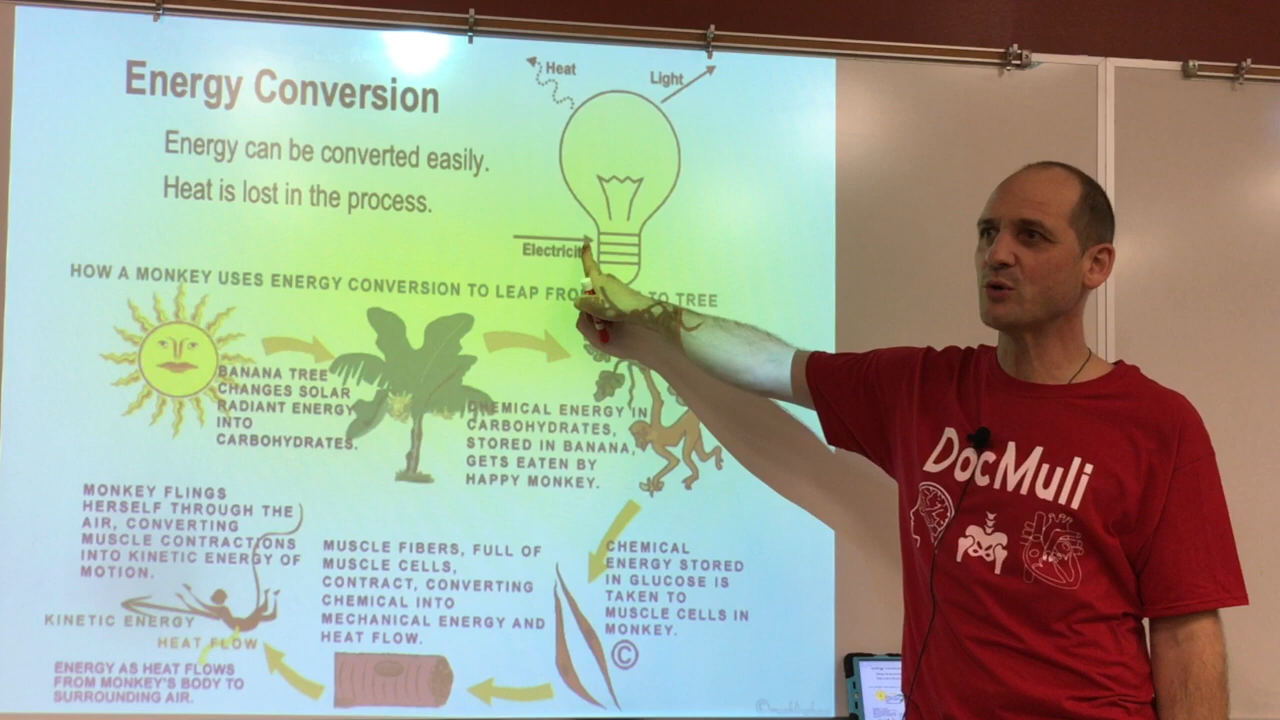 Energy Conversion
Energy can be converted easily.
Heat is lost in the process.
Heat
Light
HOW A MONKEY USES ENERGY CONVERSION TO LEAP TO TREE
BANANA TREE
CHANGES SOLAR
RADIANT ENERGY
INTO
CARBOHYDRATES.
CHEMICAL ENERGY IN
CARBOHYDRATES,
STORED IN BANANA,
GETS EATEN BY
HAPPY MONKEY.
CHEMICAL
ENERGY STORED
IN GLUCOSE IS
TAKEN TO
MUSCLE CELLS IN
MONKEY.
©
MUSCLE FIBERS, FULL OF
MUSCLE CELLS,
CONTRACT, CONVERTING
CHEMICAL INTO
MECHANICAL ENERGY AND
HEAT FLOW.
MONKEY FLINGS
HERSELF THROUGH THE
AIR, CONVERTING
MUSCLE CONTRACTIONS
INTO KINETIC ENERGY OF
MOTION.
KINETIC ENERGY
HEAT FLOW
ENERGY AS HEAT FLOWS
FROM MONKEY'S BODY TO
SURROUNDING AIR.
DocMuli